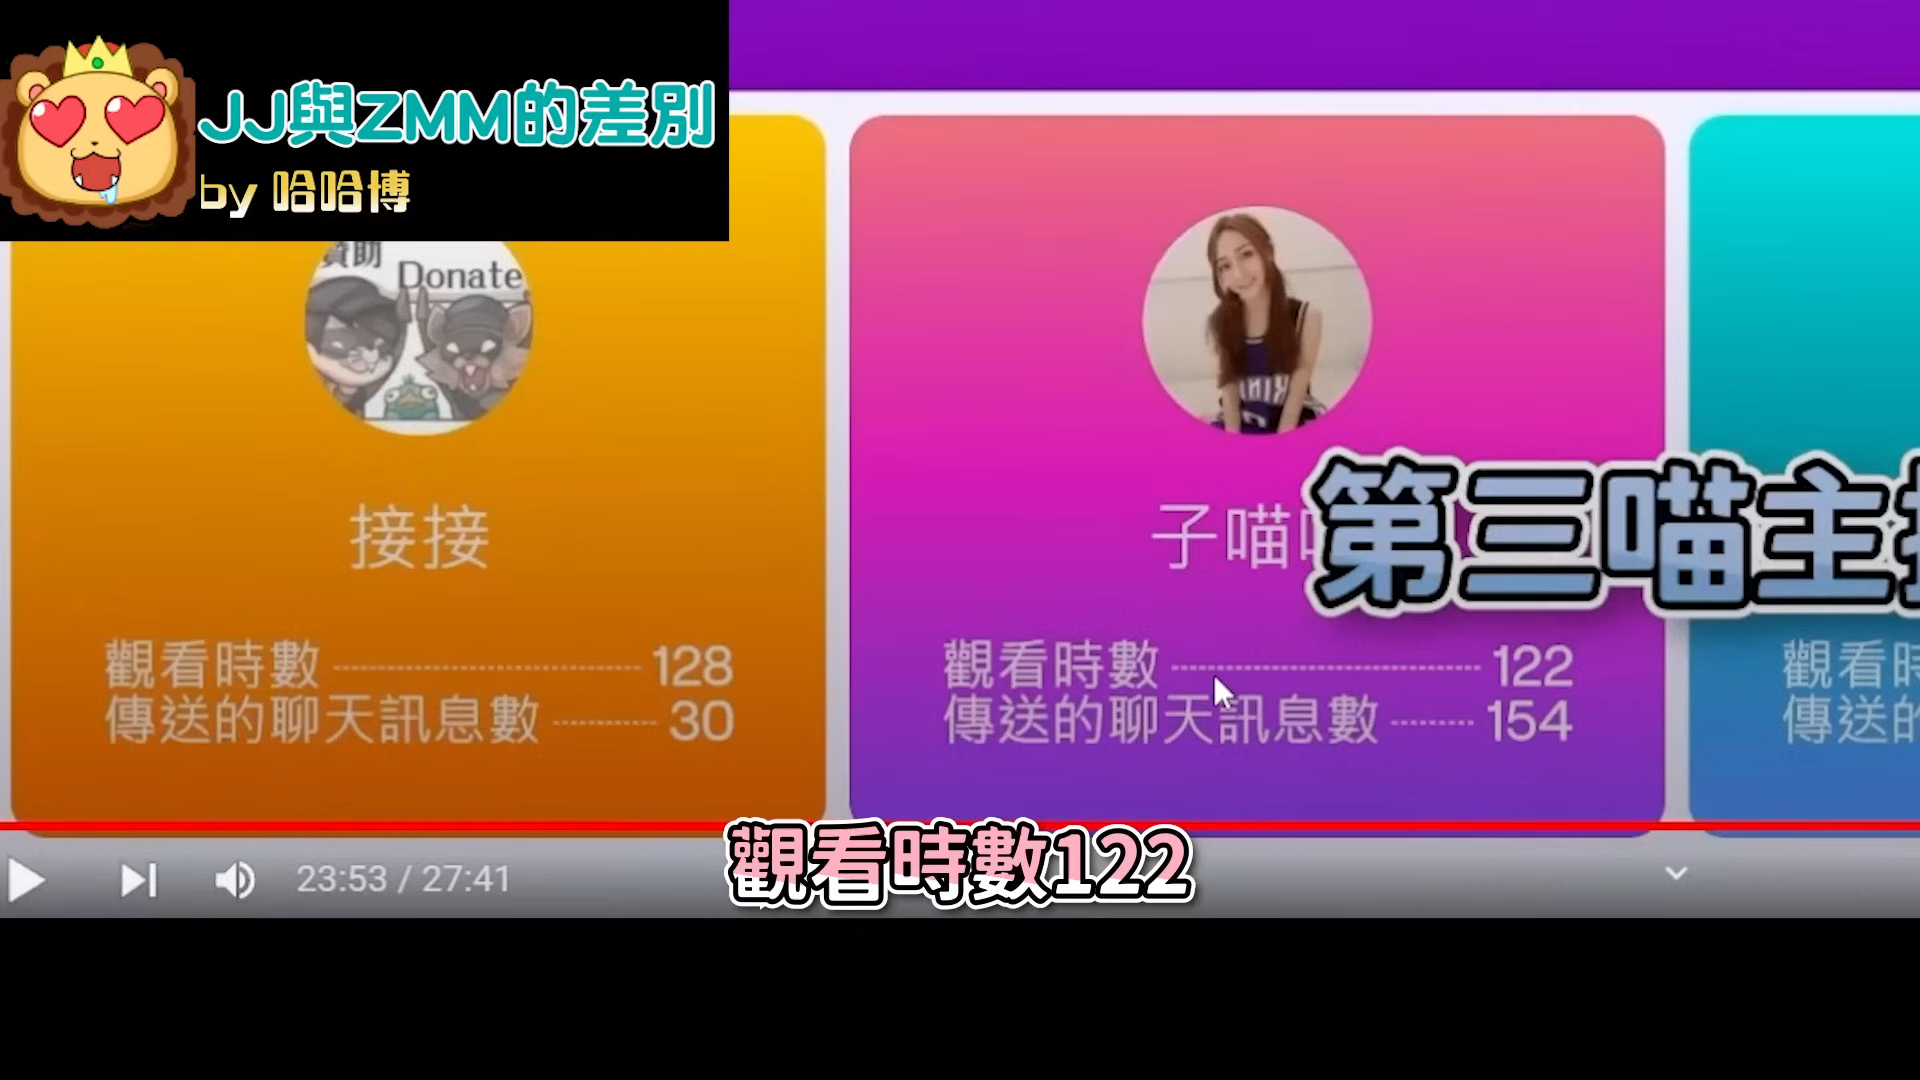 JJ與ZMM的差別
by 哈哈博
贊助
Donate
接接
觀看時數 128
傳送的聊天訊息數 30
子喵
第三喵主
觀看時數 122
傳送的聊天訊息數 154
觀看時
傳送的
觀看時數122
23:53 / 27:41